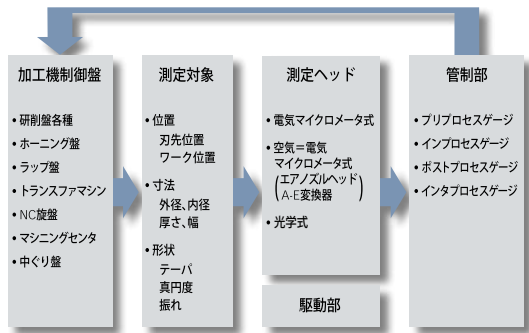 加工機制御盤
• 研削盤各種
• ホーニング盤
• ラップ盤
• トランスファマシン
• NC旋盤
• マシニングセンタ
• 中ぐり盤
測定対象
• 位置
刃先位置
ワーク位置
• 寸法
外径、内径
厚さ、幅
• 形状
テーパ
真円度
振れ
測定ヘッド
• 電気マイクロメータ式
• 空気=電気
マイクロメータ式
(エアノズルヘッド
A-E変換器)
• 光学式
駆動部
管制部
• プリプロセスゲージ
• インプロセスゲージ
• ポストプロセスゲージ
• インタプロセスゲージ